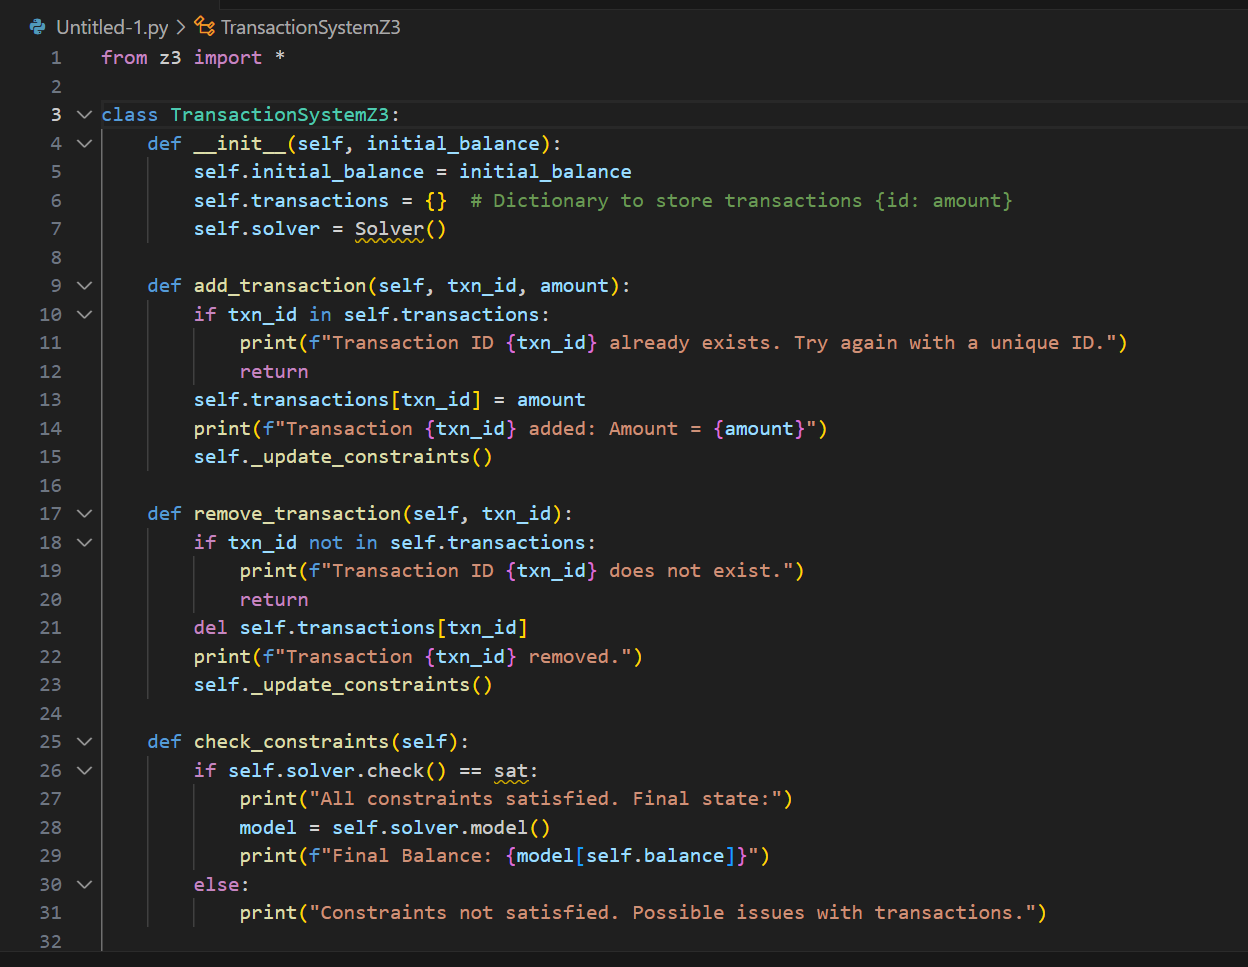 Untitled-1.py > TransactionSystemZ3
1 from z3 import *
2
3 class TransactionSystemZ3:
4     def __init__(self, initial_balance):
5         self.initial_balance = initial_balance
6         self.transactions = {}  # Dictionary to store transactions {id: amount}
7         self.solver = Solver()
8
9     def add_transaction(self, txn_id, amount):
10         if txn_id in self.transactions:
11             print(f"Transaction ID {txn_id} already exists. Try again with a unique ID.")
12             return
13         self.transactions[txn_id] = amount
14         print(f"Transaction {txn_id} added: Amount = {amount}")
15         self._update_constraints()
16
17     def remove_transaction(self, txn_id):
18         if txn_id not in self.transactions:
19             print(f"Transaction ID {txn_id} does not exist.")
20             return
21         del self.transactions[txn_id]
22         print(f"Transaction {txn_id} removed.")
23         self._update_constraints()
24
25     def check_constraints(self):
26         if self.solver.check() == sat:
27             print("All constraints satisfied. Final state:")
28             model = self.solver.model()
29             print(f"Final Balance: {model[self.balance]}")
30         else:
31             print("Constraints not satisfied. Possible issues with transactions.")
32